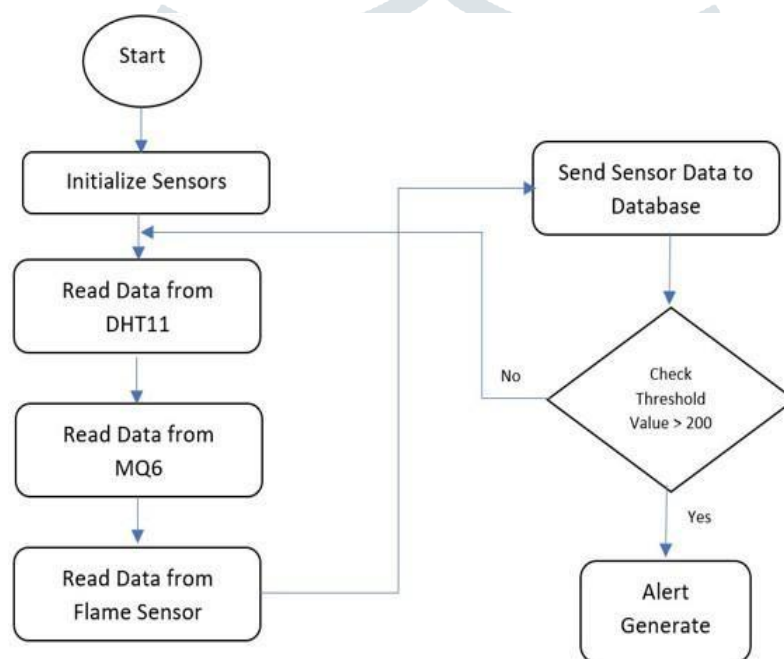 Start
Initialize Sensors
Read Data from
DHT11
Read Data from
MQ6
Read Data from
Flame Sensor
Send Sensor Data to
Database
Check
Threshold
Value > 200
No
Yes
Alert
Generate